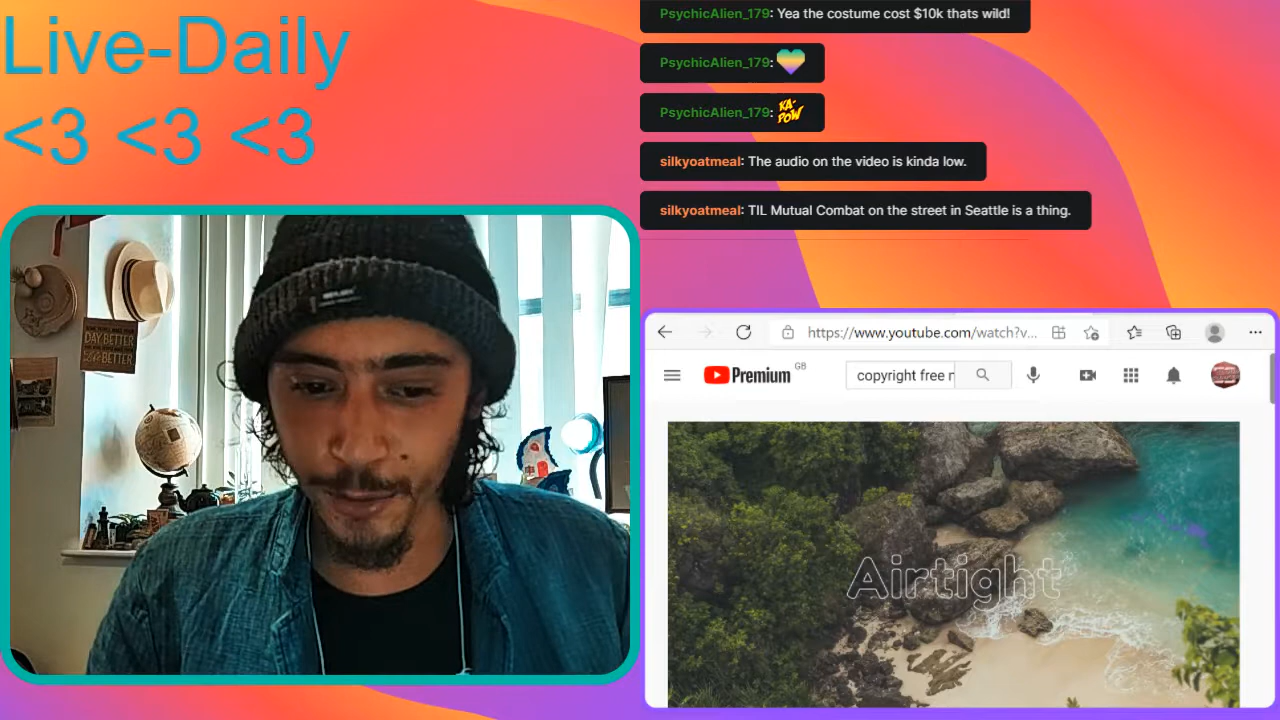 Live-Daily
<3 <3 <3
PsychicAlien_179: Yea the costume cost $10k thats wild!
PsychicAlien_179:
PsychicAlien_179: KA-POW
silkyoatmeal: The audio on the video is kinda low.
silkyoatmeal: TIL Mutual Combat on the street in Seattle is a thing.
DAY BETTER
https://www.youtube.com/watch?v...
Premium GB
copyright free
Airtight